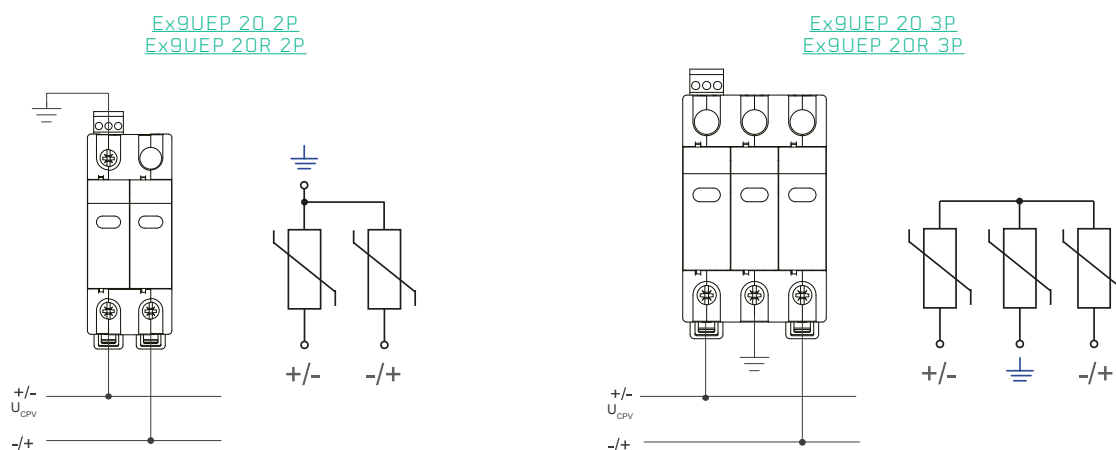 Ex9UEP 20 2P
Ex9UEP 20R 2P
+/-
-/+
+/-
UCPV
-/+
Ex9UEP 20 3P
Ex9UEP 20R 3P
+/-
-/+
+/-
UCPV
-/+